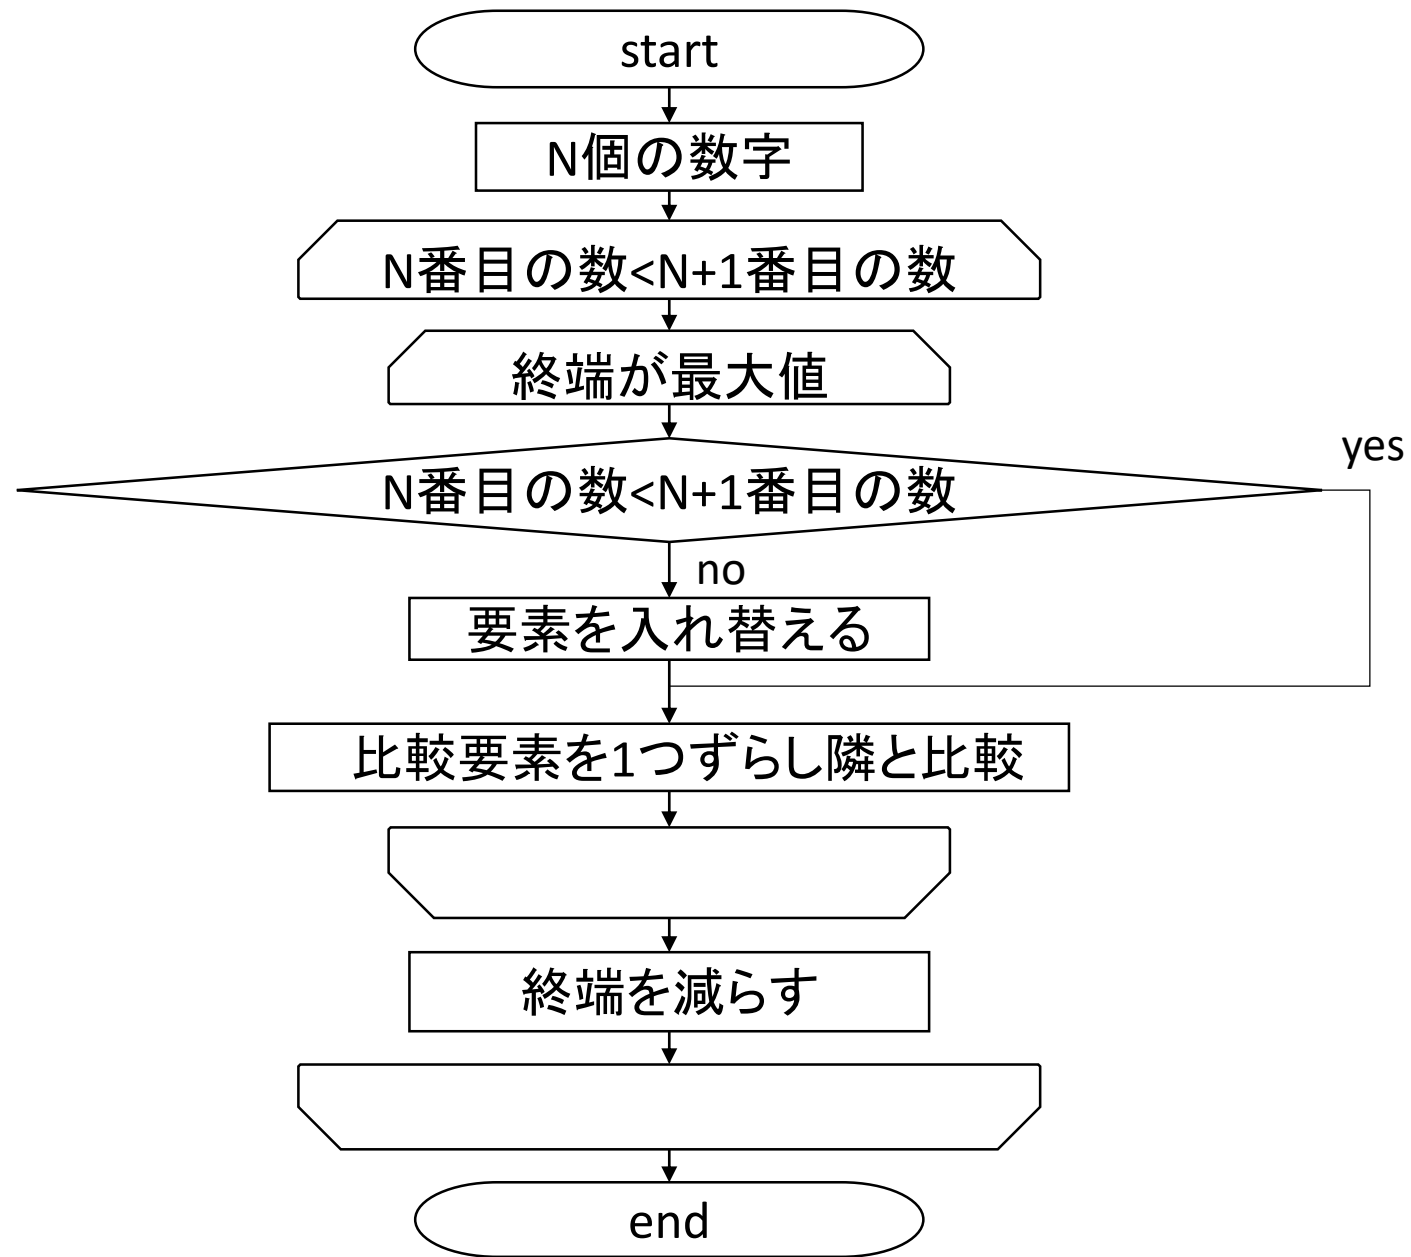 start
N個の数字
N番目の数<N+1番目の数
終端が最大値
yes
N番目の数<N+1番目の数
no
要素を入れ替える
比較要素を1つずらし隣と比較
終端を減らす
end